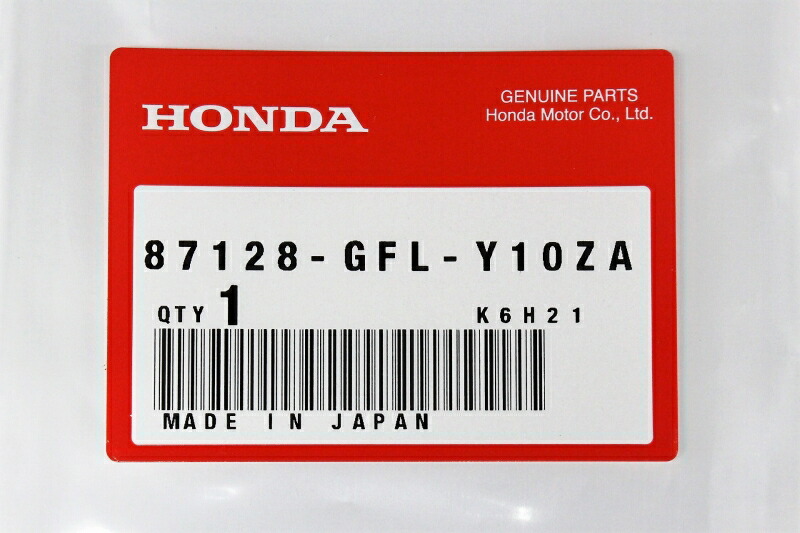 HONDA
GENUINE PARTS
Honda Motor Co., Ltd.
87128-GFL-Y10ZA
QTY 1 K6H21
MADE IN JAPAN